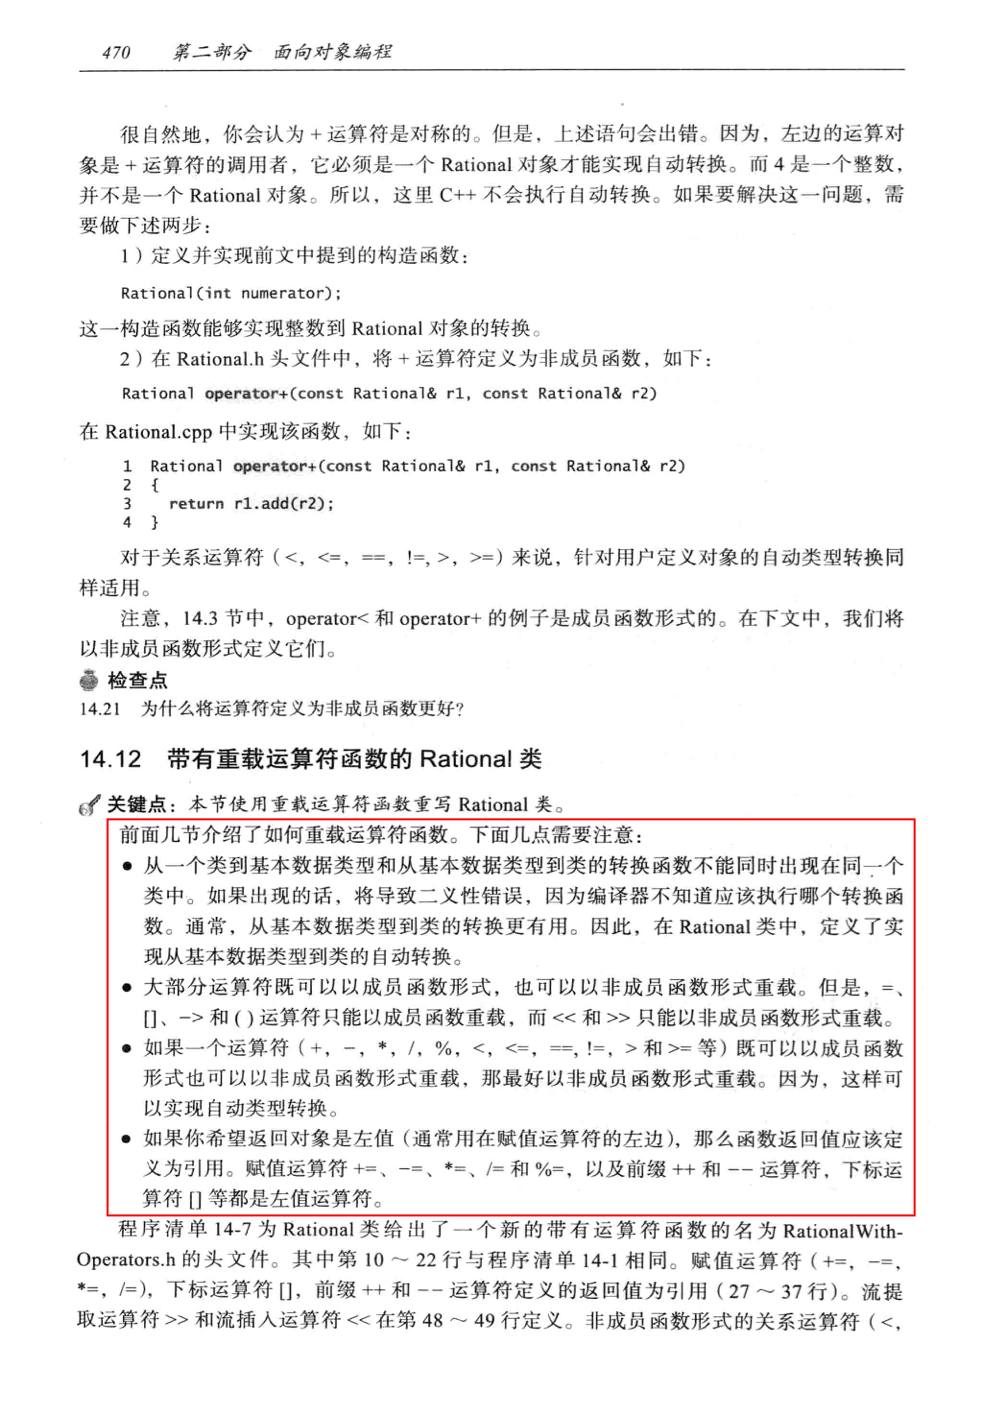 470 第二部分 面向对象编程
很自然地，你会认为 + 运算符是对称的。但是，上述语句会出错。因为，左边的运算对
象是 + 运算符的调用者，它必须是一个 Rational 对象才能实现自动转换。而 4 是一个整数，
并不是一个 Rational 对象。所以，这里 C++ 不会执行自动转换。如果要解决这一问题，需
要做下述两步：
1）定义并实现前文中提到的构造函数：
Rational(int numerator);
这一构造函数能够实现整数到 Rational 对象的转换。
2）在 Rational.h 头文件中，将 + 运算符定义为非成员函数，如下：
Rational operator+(const Rational& r1, const Rational& r2)
在 Rational.cpp 中实现该函数，如下：
1 Rational operator+(const Rational& r1, const Rational& r2)
2 {
3 return r1.add(r2);
4 }
对于关系运算符（<，<=，==，!=, >，>=）来说，针对用户定义对象的自动类型转换同
样适用。
注意，14.3 节中，operator< 和 operator+ 的例子是成员函数形式的。在下文中，我们将
以非成员函数形式定义它们。
检查点
14.21 为什么将运算符定义为非成员函数更好？
14.12 带有重载运算符函数的 Rational 类
关键点：本节使用重载运算符函数重写 Rational 类。
前面几节介绍了如何重载运算符函数。下面几点需要注意：
● 从一个类到基本数据类型和从基本数据类型到类的转换函数不能同时出现在同一个
类中。如果出现的话，将导致二义性错误，因为编译器不知道应该执行哪个转换函
数。通常，从基本数据类型到类的转换更有用。因此，在 Rational 类中，定义了实
现从基本数据类型到类的自动转换。
● 大部分运算符既可以以成员函数形式，也可以以非成员函数形式重载。但是，=、
[]、-> 和 ( ) 运算符只能以成员函数重载，而 << 和 >> 只能以非成员函数形式重载。
● 如果一个运算符（+，-，*，/，%，<，<=，==, !=，> 和 >= 等）既可以以成员函数
形式也可以以非成员函数形式重载，那最好以非成员函数形式重载。因为，这样可
以实现自动类型转换。
● 如果你希望返回对象是左值（通常用在赋值运算符的左边），那么函数返回值应该定
义为引用。赋值运算符 +=、-=、*=、/= 和 %=，以及前缀 ++ 和 -- 运算符，下标运
算符 [] 等都是左值运算符。
程序清单 14-7 为 Rational 类给出了一个新的带有运算符函数的名为 RationalWith-
Operators.h 的头文件。其中第 10 ～ 22 行与程序清单 14-1 相同。赋值运算符（+=，-=，
*=，/=），下标运算符 []，前缀 ++ 和 -- 运算符定义的返回值为引用（27 ～ 37 行）。流提
取运算符 >> 和流插入运算符 << 在第 48 ～ 49 行定义。非成员函数形式的关系运算符（<，